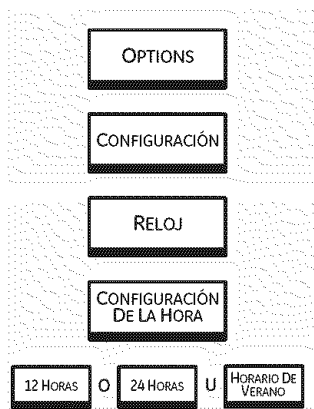 OPTIONS
CONFIGURACIÓN
RELOJ
CONFIGURACIÓN
DE LA HORA
12 HORAS O 24 HORAS U HORARIO DE
VERANO